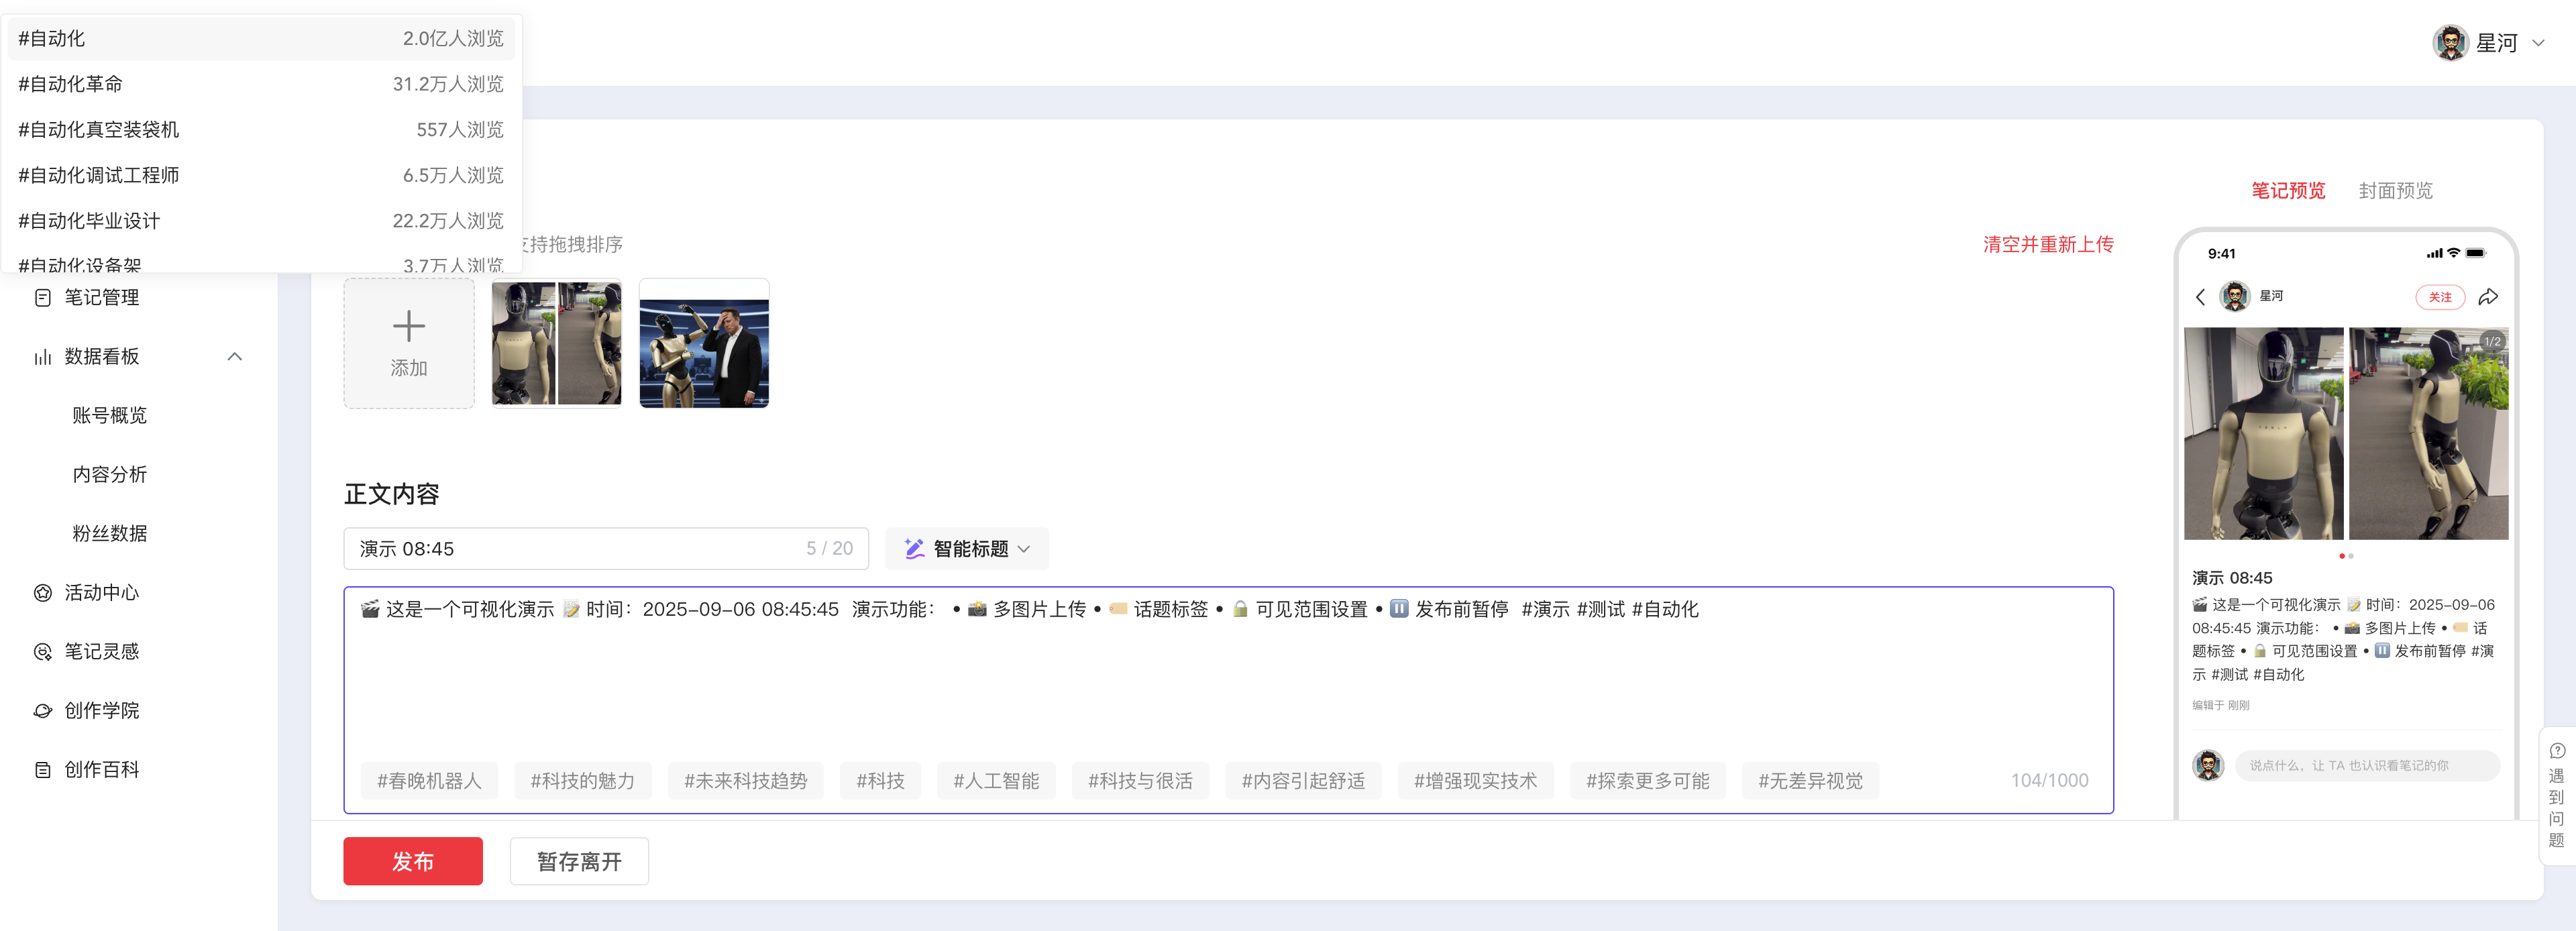 #自动化 2.0亿人浏览
#自动化革命 31.2万人浏览
#自动化真空装袋机 557人浏览
#自动化调试工程师 6.5万人浏览
#自动化毕业设计 22.2万人浏览
#自动化设备架 3.7万人浏览
星河
笔记管理
数据看板
账号概览
内容分析
粉丝数据
活动中心
笔记灵感
创作学院
创作百科
支持拖拽排序
清空并重新上传
添加
正文内容
演示 08:45 5 / 20
智能标题
🎬 这是一个可视化演示 📝 时间：2025-09-06 08:45:45 演示功能： • 📸 多图片上传 • 🏷️ 话题标签 • 🔒 可见范围设置 • ⏸️ 发布前暂停 #演示 #测试 #自动化
#春晚机器人 #科技的魅力 #未来科技趋势 #科技 #人工智能 #科技与很活 #内容引起舒适 #增强现实技术 #探索更多可能 #无差异视觉 104/1000
发布 暂存离开
笔记预览 封面预览
9:41
星河 关注
1/2
TESLA
演示 08:45
🎬 这是一个可视化演示 📝 时间：2025-09-06
08:45:45 演示功能： • 📸 多图片上传 • 🏷️ 话
题标签 • 🔒 可见范围设置 • ⏸️ 发布前暂停 #演
示 #测试 #自动化
编辑于 刚刚
说点什么，让 TA 也认识看笔记的你
遇到问题